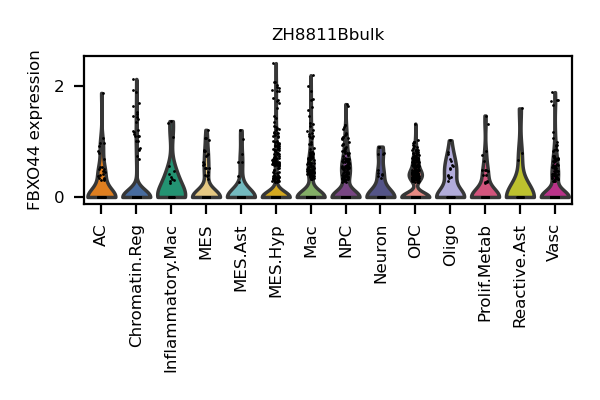 ZH8811Bbulk
FBXO44 expression
2
0
AC
Chromatin.Reg
Inflammatory.Mac
MES
MES.Ast
MES.Hyp
Mac
NPC
Neuron
OPC
Oligo
Prolif.Metab
Reactive.Ast
Vasc